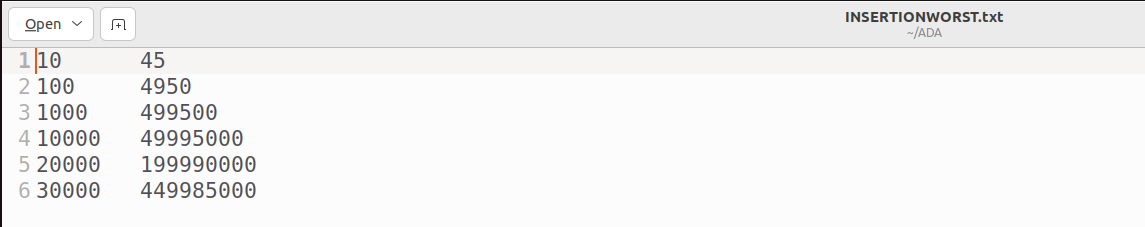 Open
INSERTIONWORST.txt
~/ADA
1 10 45
2 100 4950
3 1000 499500
4 10000 49995000
5 20000 199990000
6 30000 449985000